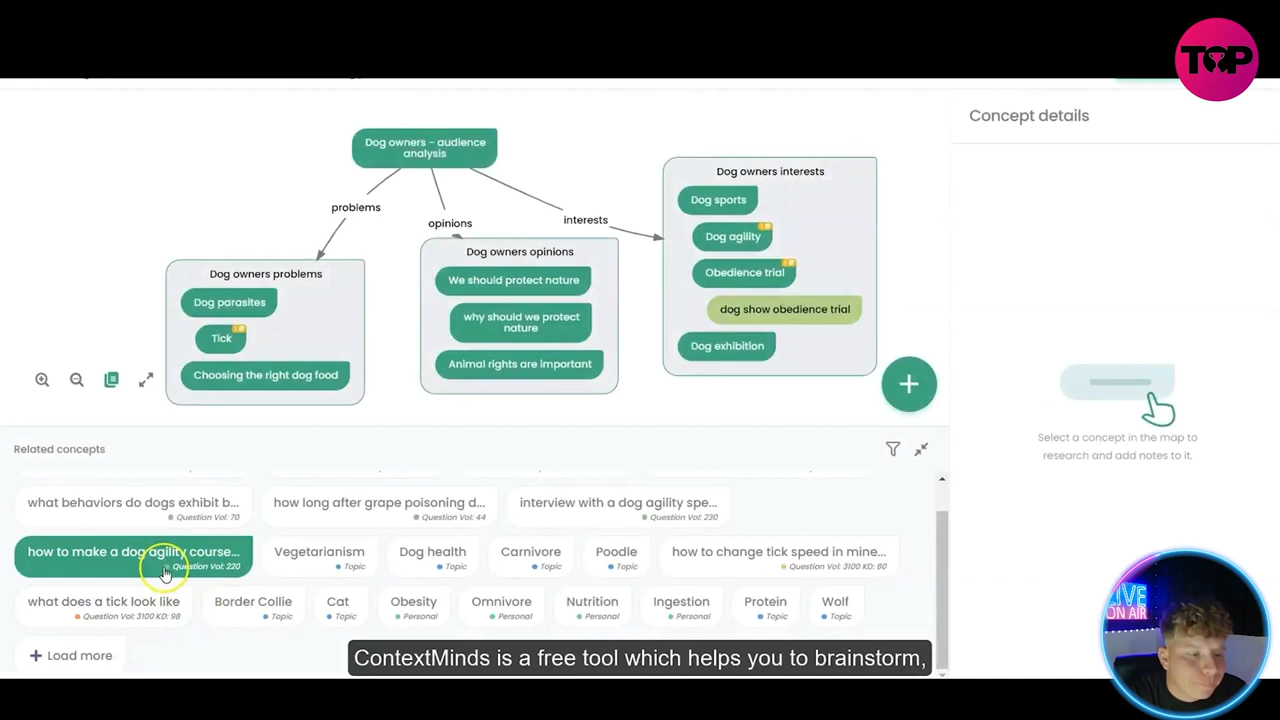 TOP
Concept details
Dog owners - audience
analysis
Dog owners interests
problems
opinions
interests
Dog sports
Dog agility
Obedience trial
dog show obedience trial
Dog exhibition
Dog owners opinions
We should protect nature
why should we protect
nature
Animal rights are important
Dog owners problems
Dog parasites
Tick
Choosing the right dog food
Select a concept in the map to
research and add notes to it.
Related concepts
what behaviors do dogs exhibit b...
Question Vol: 70
how long after grape poisoning d...
Question Vol: 44
interview with a dog agility spe...
Question Vol: 230
how to make a dog agility course...
Question Vol: 220
Vegetarianism
Topic
Dog health
Topic
Carnivore
Topic
Poodle
Topic
how to change tick speed in mine...
Question Vol: 3100 KD: 80
what does a tick look like
Question Vol: 3100 KD: 98
Border Collie
Topic
Cat
Topic
Obesity
Personal
Omnivore
Personal
Nutrition
Personal
Ingestion
Personal
Protein
Topic
Wolf
Topic
Load more
ContextMinds is a free tool which helps you to brainstorm,
LIVE
ON AIR